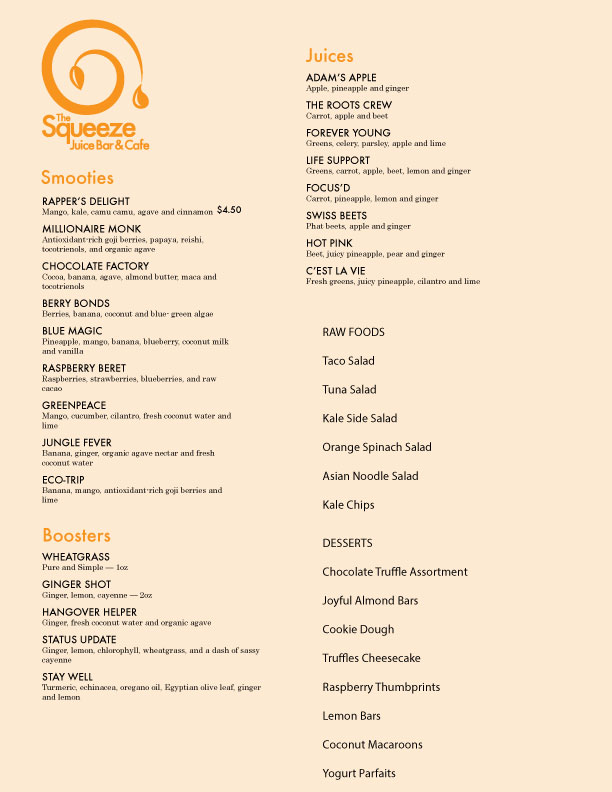 The
Squeeze
Juice Bar & Cafe
Smooties
RAPPER'S DELIGHT
Mango, kale, camu camu, agave and cinnamon $4.50
MILLIONAIRE MONK
Antioxidant-rich goji berries, papaya, reishi,
tocotrienols, and organic agave
CHOCOLATE FACTORY
Cocoa, banana, agave, almond butter, maca and
tocotrienols
BERRY BONDS
Berries, banana, coconut and blue- green algae
BLUE MAGIC
Pineapple, mango, banana, blueberry, coconut milk
and vanilla
RASPBERRY BERET
Raspberries, strawberries, blueberries, and raw
cacao
GREENPEACE
Mango, cucumber, cilantro, fresh coconut water and
lime
JUNGLE FEVER
Banana, ginger, organic agave nectar and fresh
coconut water
ECO-TRIP
Banana, mango, antioxidant-rich goji berries and
lime
Boosters
WHEATGRASS
Pure and Simple — 1oz
GINGER SHOT
Ginger, lemon, cayenne — 2oz
HANGOVER HELPER
Ginger, fresh coconut water and organic agave
STATUS UPDATE
Ginger, lemon, chlorophyll, wheatgrass, and a dash of sassy
cayenne
STAY WELL
Turmeric, echinacea, oregano oil, Egyptian olive leaf, ginger
and lemon
Juices
ADAM'S APPLE
Apple, pineapple and ginger
THE ROOTS CREW
Carrot, apple and beet
FOREVER YOUNG
Greens, celery, parsley, apple and lime
LIFE SUPPORT
Greens, carrot, apple, beet, lemon and ginger
FOCUS'D
Carrot, pineapple, lemon and ginger
SWISS BEETS
Phat beets, apple and ginger
HOT PINK
Beet, juicy pineapple, pear and ginger
C'EST LA VIE
Fresh greens, juicy pineapple, cilantro and lime
RAW FOODS
Taco Salad
Tuna Salad
Kale Side Salad
Orange Spinach Salad
Asian Noodle Salad
Kale Chips
DESSERTS
Chocolate Truffle Assortment
Joyful Almond Bars
Cookie Dough
Truffles Cheesecake
Raspberry Thumbprints
Lemon Bars
Coconut Macaroons
Yogurt Parfaits